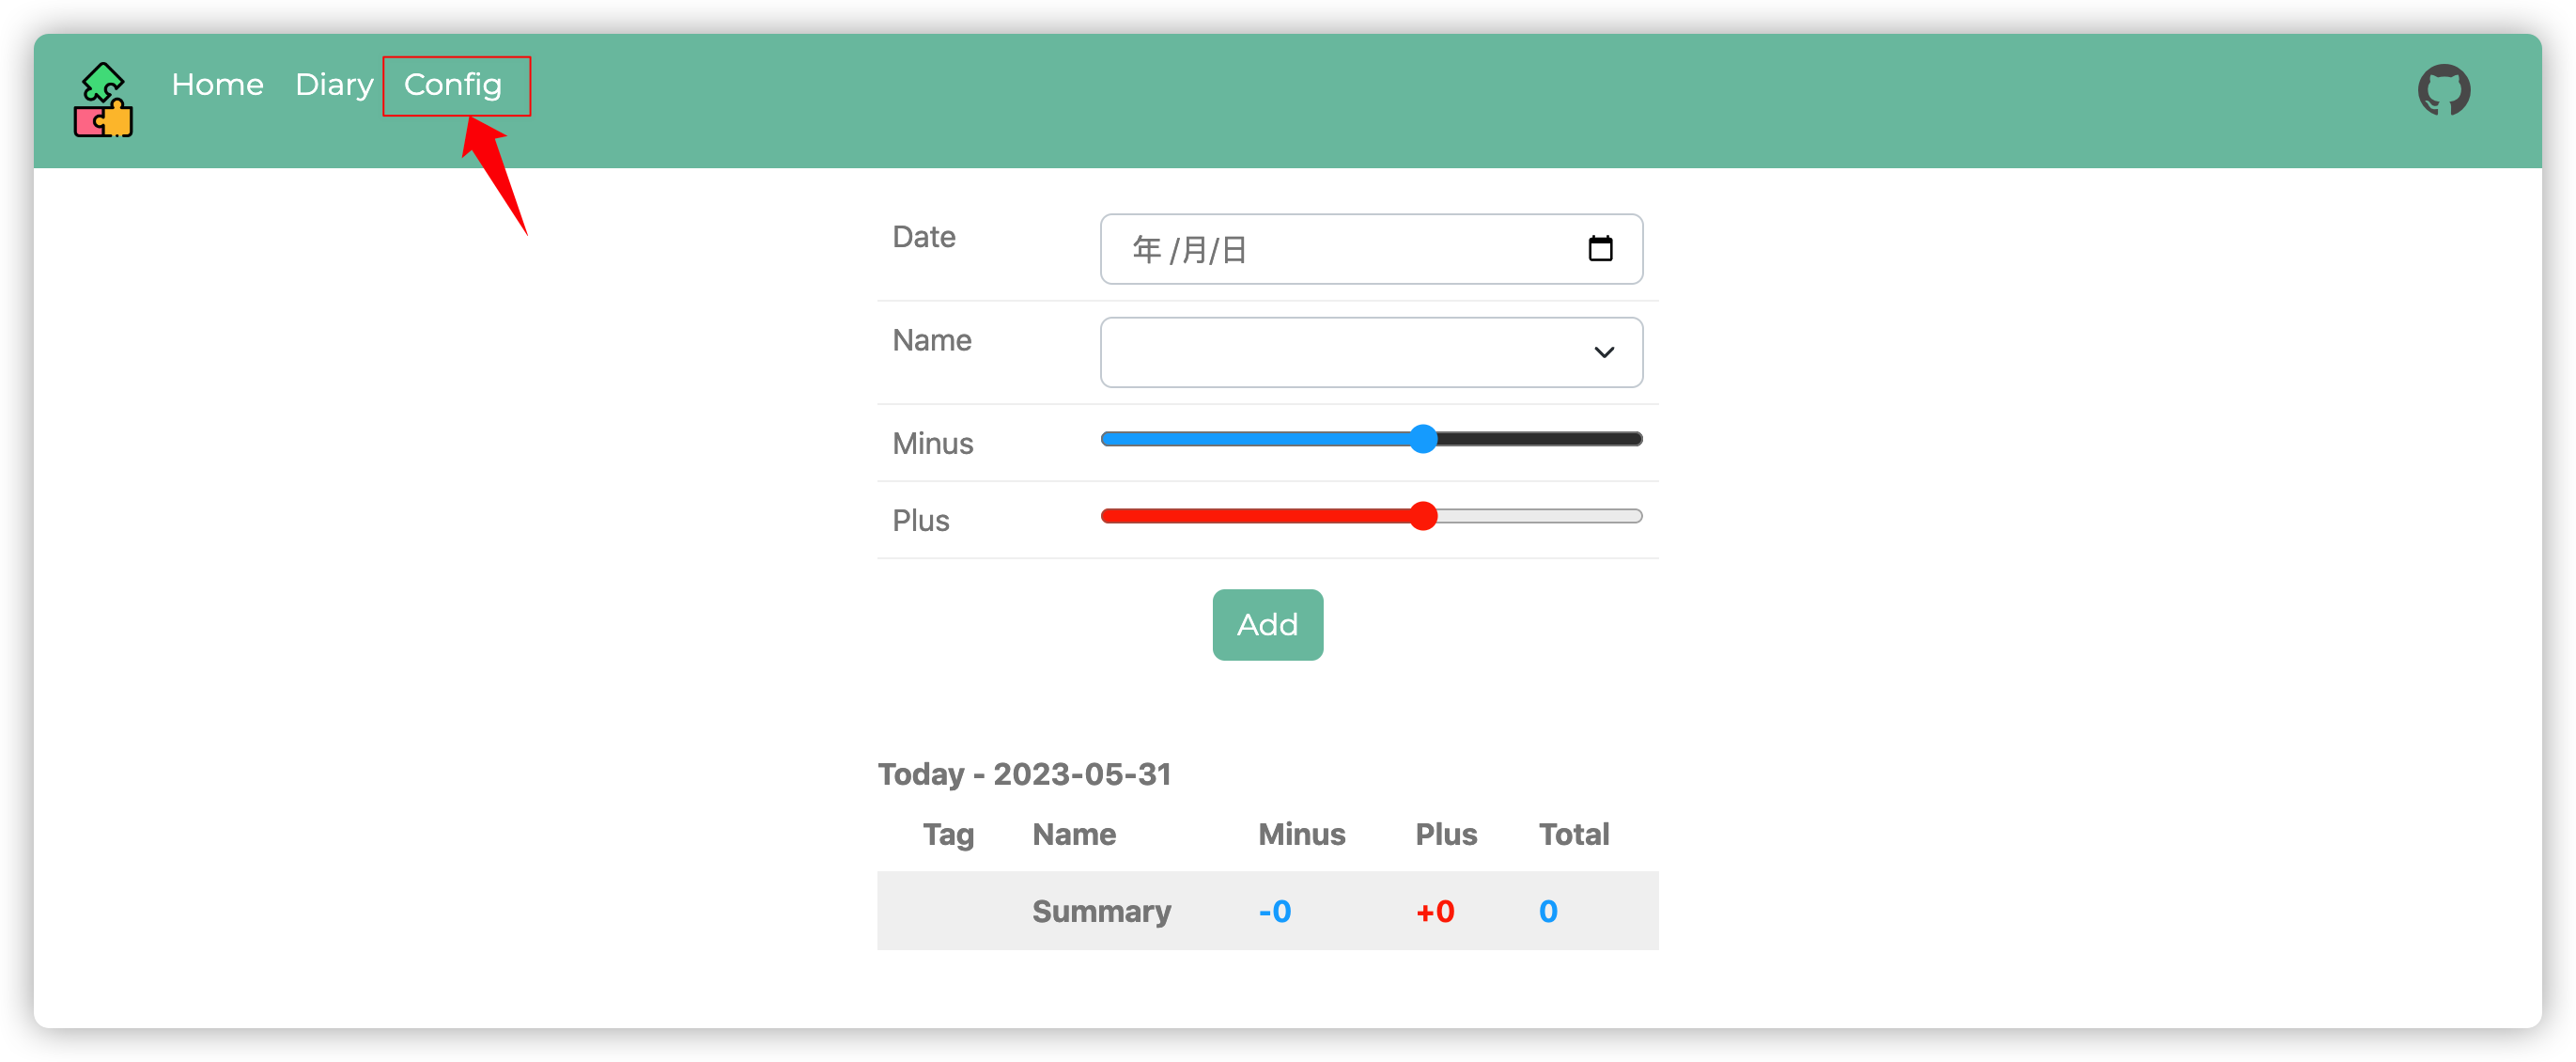 Home Diary Config
Date 年 /月/日
Name
Minus
Plus
Add
Today - 2023-05-31
Tag Name Minus Plus Total
Summary -0 +0 0